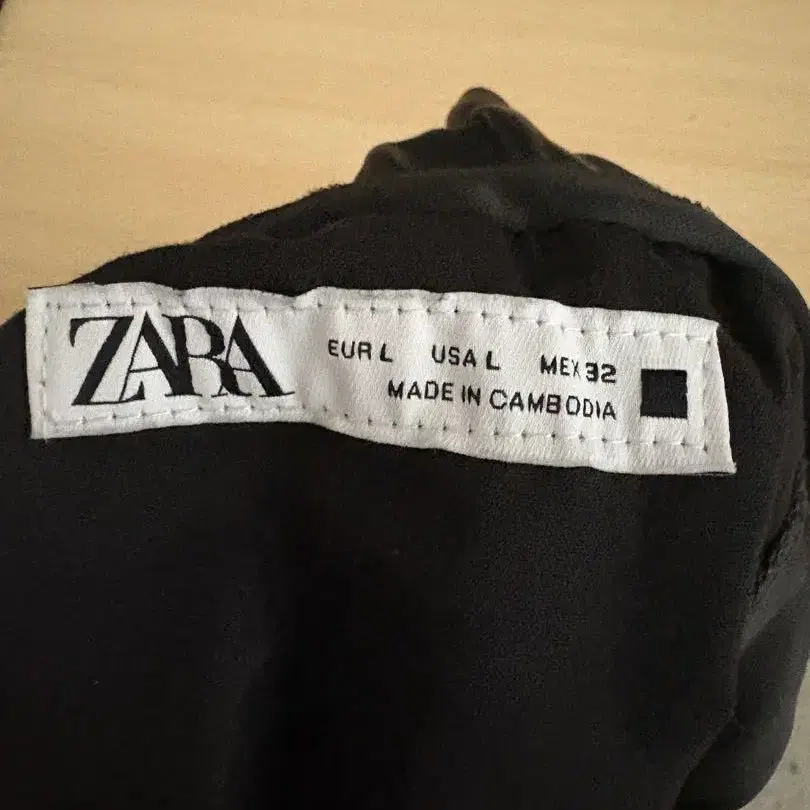 ZARA
EUR L USA L MEX 32
MADE IN CAMBODIA